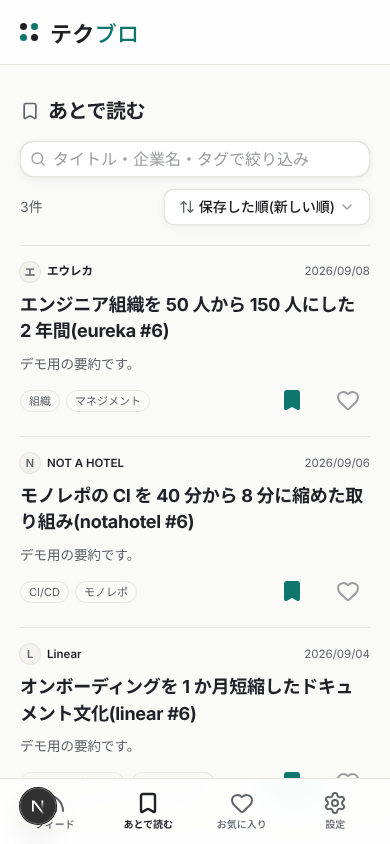 テクブロ
あとで読む
タイトル・企業名・タグで絞り込み
3件
保存した順(新しい順)
エ エウレカ 2026/09/08
エンジニア組織を 50 人から 150 人にした
2 年間(eureka #6)
デモ用の要約です。
組織 マネジメント
N NOT A HOTEL 2026/09/06
モノレポの CI を 40 分から 8 分に縮めた取
り組み(notahotel #6)
デモ用の要約です。
CI/CD モノレポ
L Linear 2026/09/04
オンボーディングを 1 か月短縮したドキュ
メント文化(linear #6)
デモ用の要約です。
N
ィード あとで読む お気に入り 設定